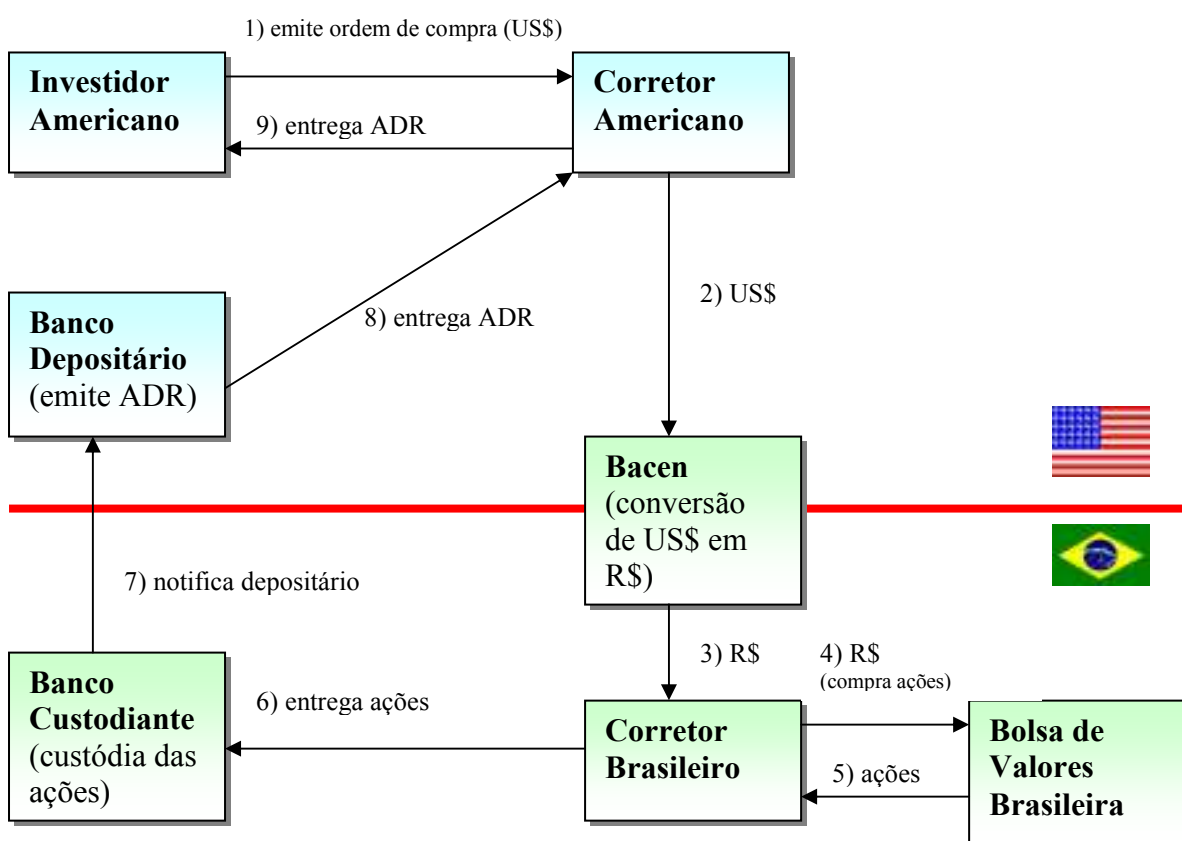 1) emite ordem de compra (US$)
Investidor
Americano
Corretor
Americano
9) entrega ADR
2) US$
8) entrega ADR
Banco
Depositário
(emite ADR)
Bacen
(conversão
de US$ em
R$)
7) notifica depositário
3) R$
4) R$
(compra ações)
Banco
Custodiante
(custódia das
ações)
6) entrega ações
Corretor
Brasileiro
5) ações
Bolsa de
Valores
Brasileira